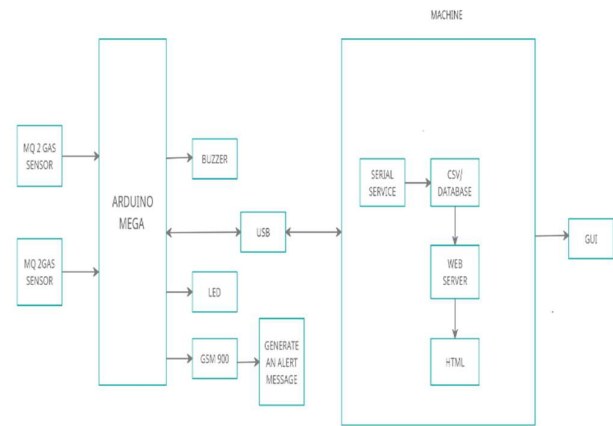 MACHINE
MQ 2 GAS
SENSOR
MQ 2GAS
SENSOR
ARDUINO
MEGA
BUZZER
USB
LED
GSM 900
GENERATE
AN ALERT
MESSAGE
SERIAL
SERVICE
CSV/
DATABASE
WEB
SERVER
HTML
GUI